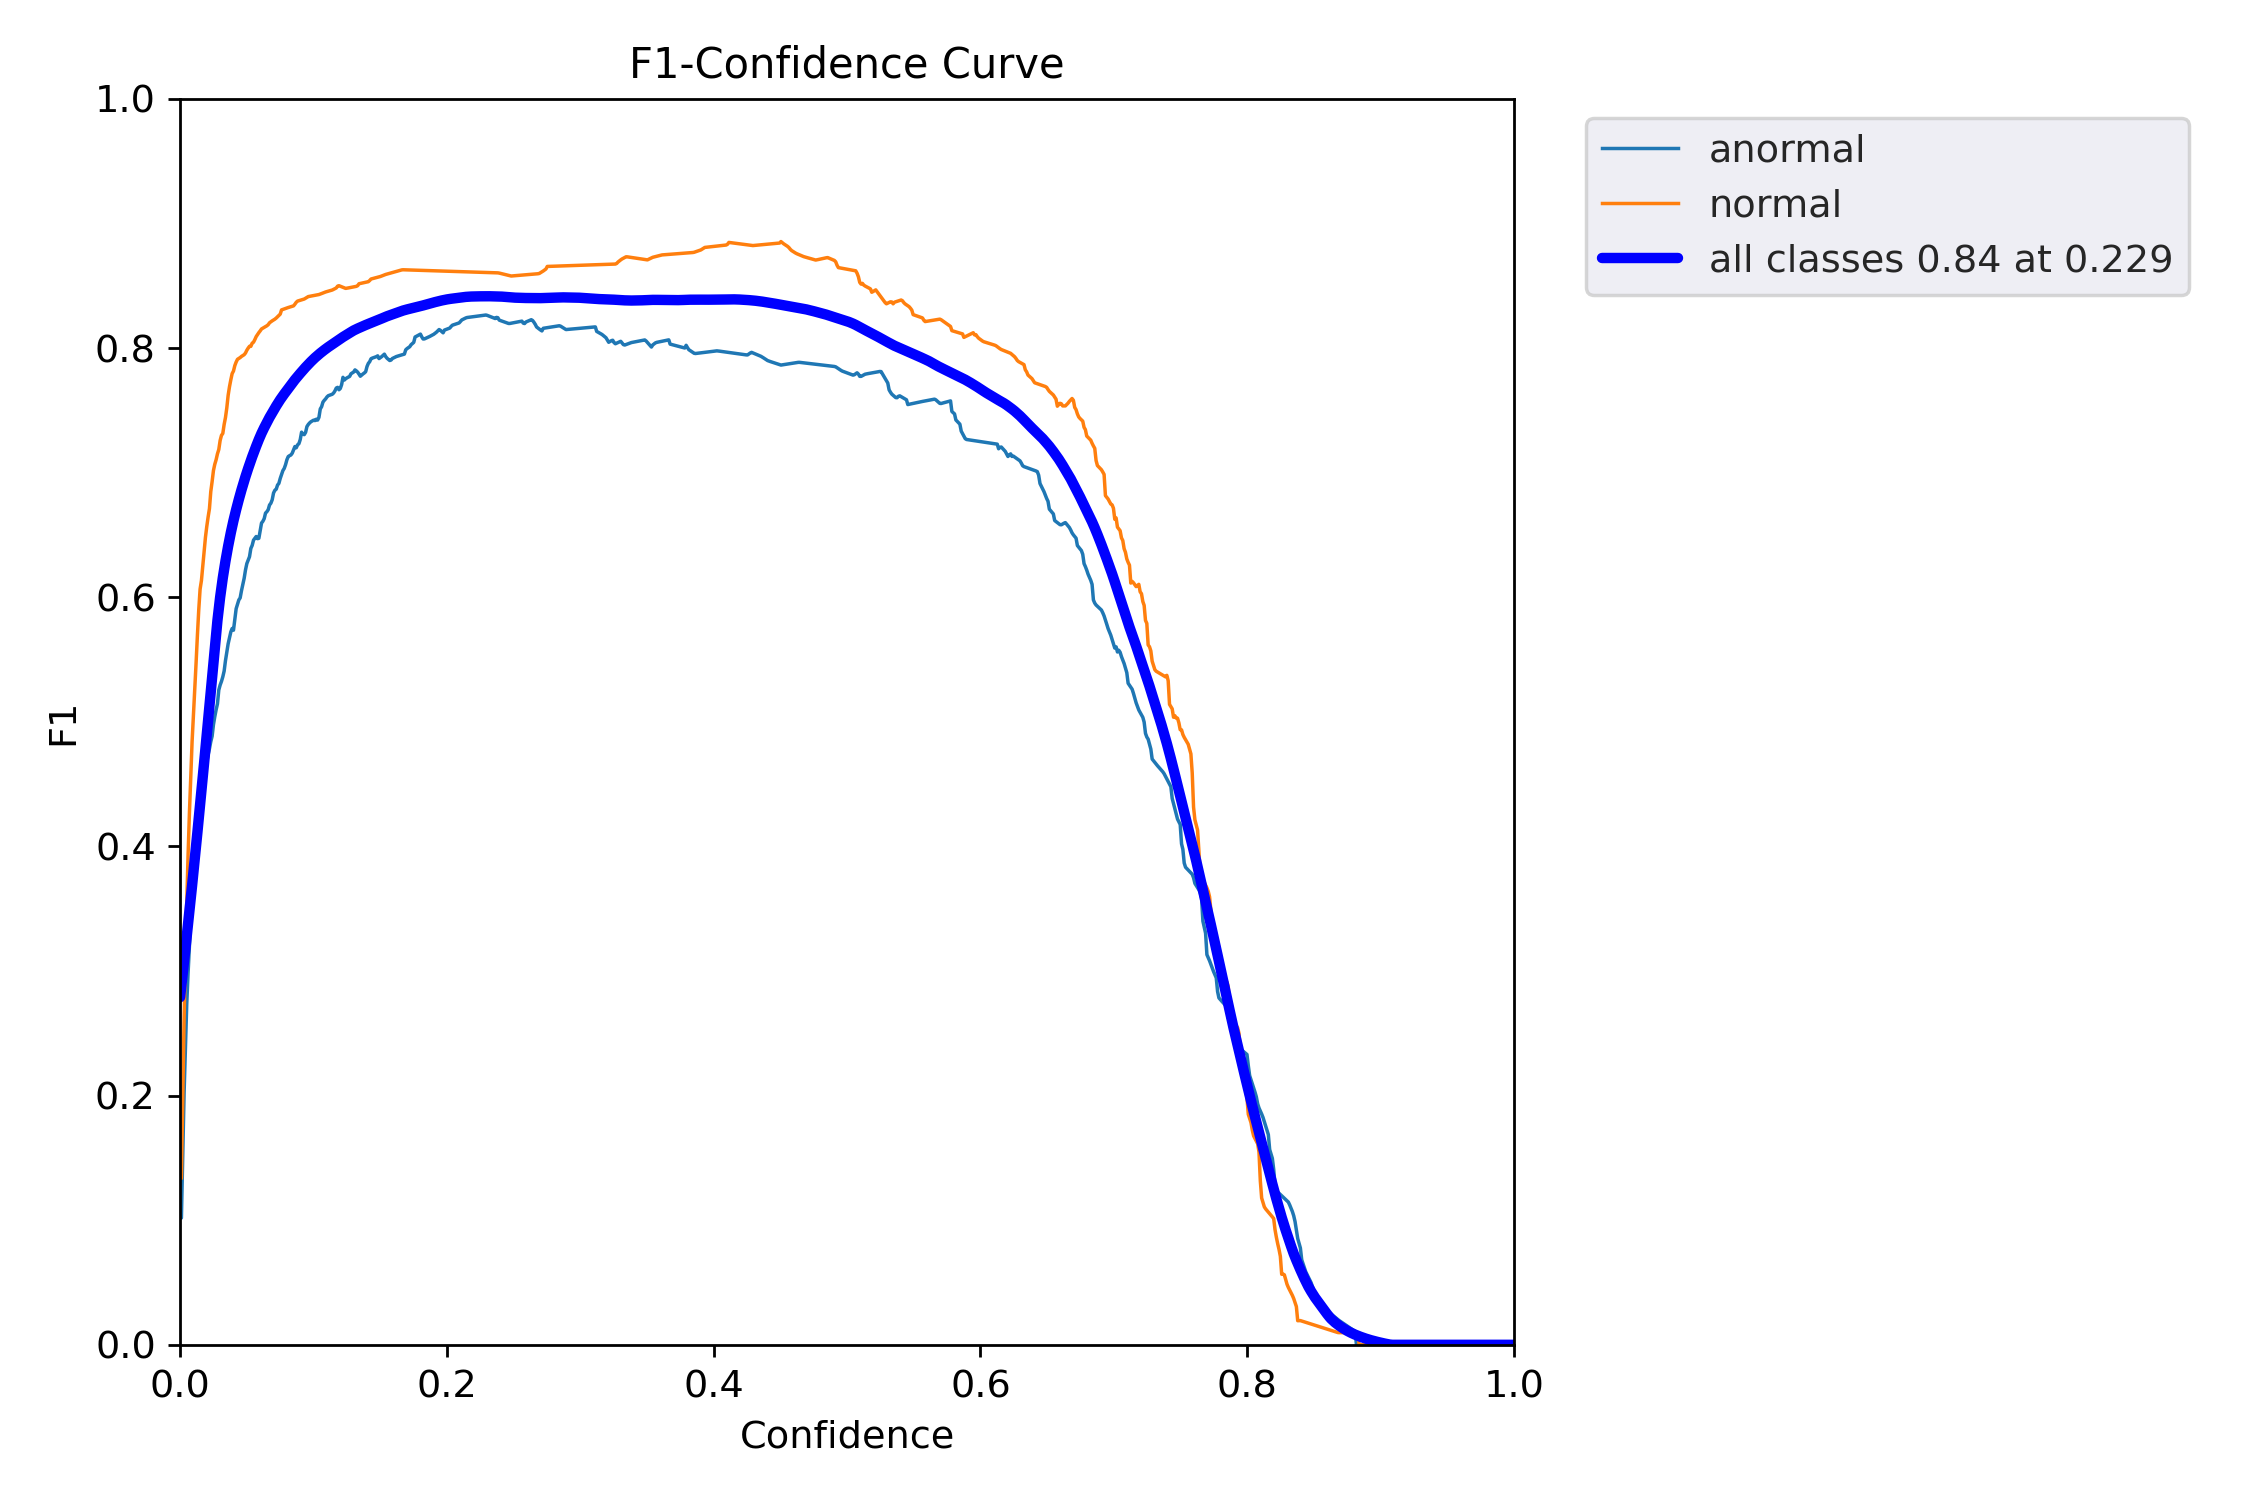 F1-Confidence Curve
1.0
0.8
0.6
0.4
0.2
0.0
F1
0.0 0.2 0.4 0.6 0.8 1.0
Confidence
anormal
normal
all classes 0.84 at 0.229